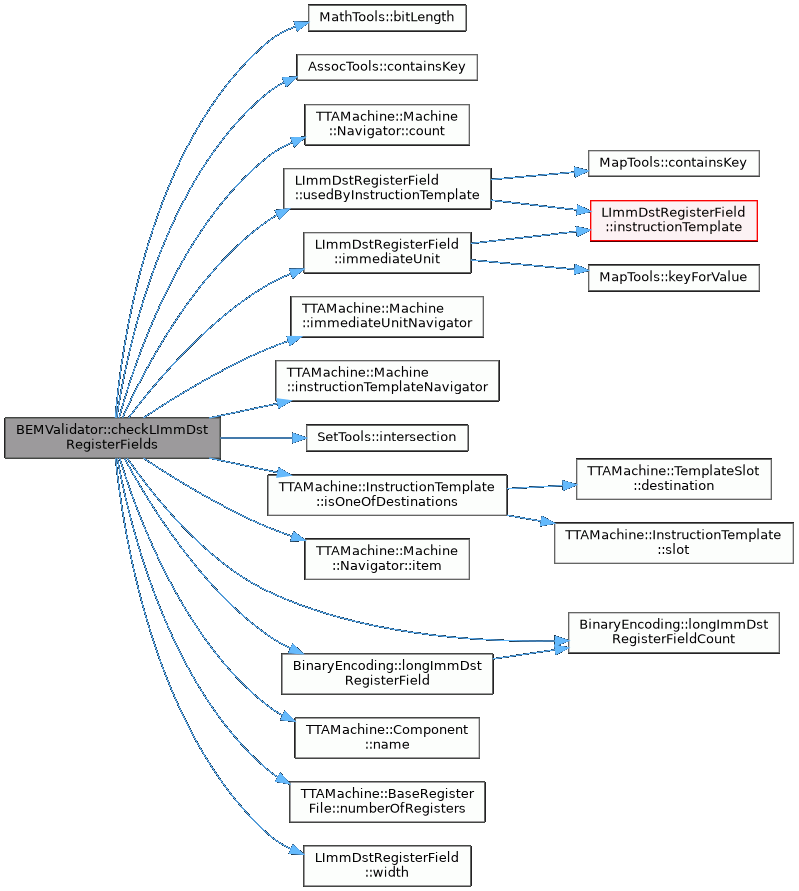 MathTools::bitLength
AssocTools::containsKey
TTAMachine::Machine
::Navigator::count
LImmDstRegisterField
::usedByInstructionTemplate
MapTools::containsKey
LImmDstRegisterField
::instructionTemplate
LImmDstRegisterField
::immediateUnit
MapTools::keyForValue
TTAMachine::Machine
::immediateUnitNavigator
TTAMachine::Machine
::instructionTemplateNavigator
BEMValidator::checkLImmDst
RegisterFields
SetTools::intersection
TTAMachine::InstructionTemplate
::isOneOfDestinations
TTAMachine::TemplateSlot
::destination
TTAMachine::InstructionTemplate
::slot
TTAMachine::Machine
::Navigator::item
BinaryEncoding::longImmDst
RegisterFieldCount
BinaryEncoding::longImmDst
RegisterField
TTAMachine::Component
::name
TTAMachine::BaseRegister
File::numberOfRegisters
LImmDstRegisterField
::width